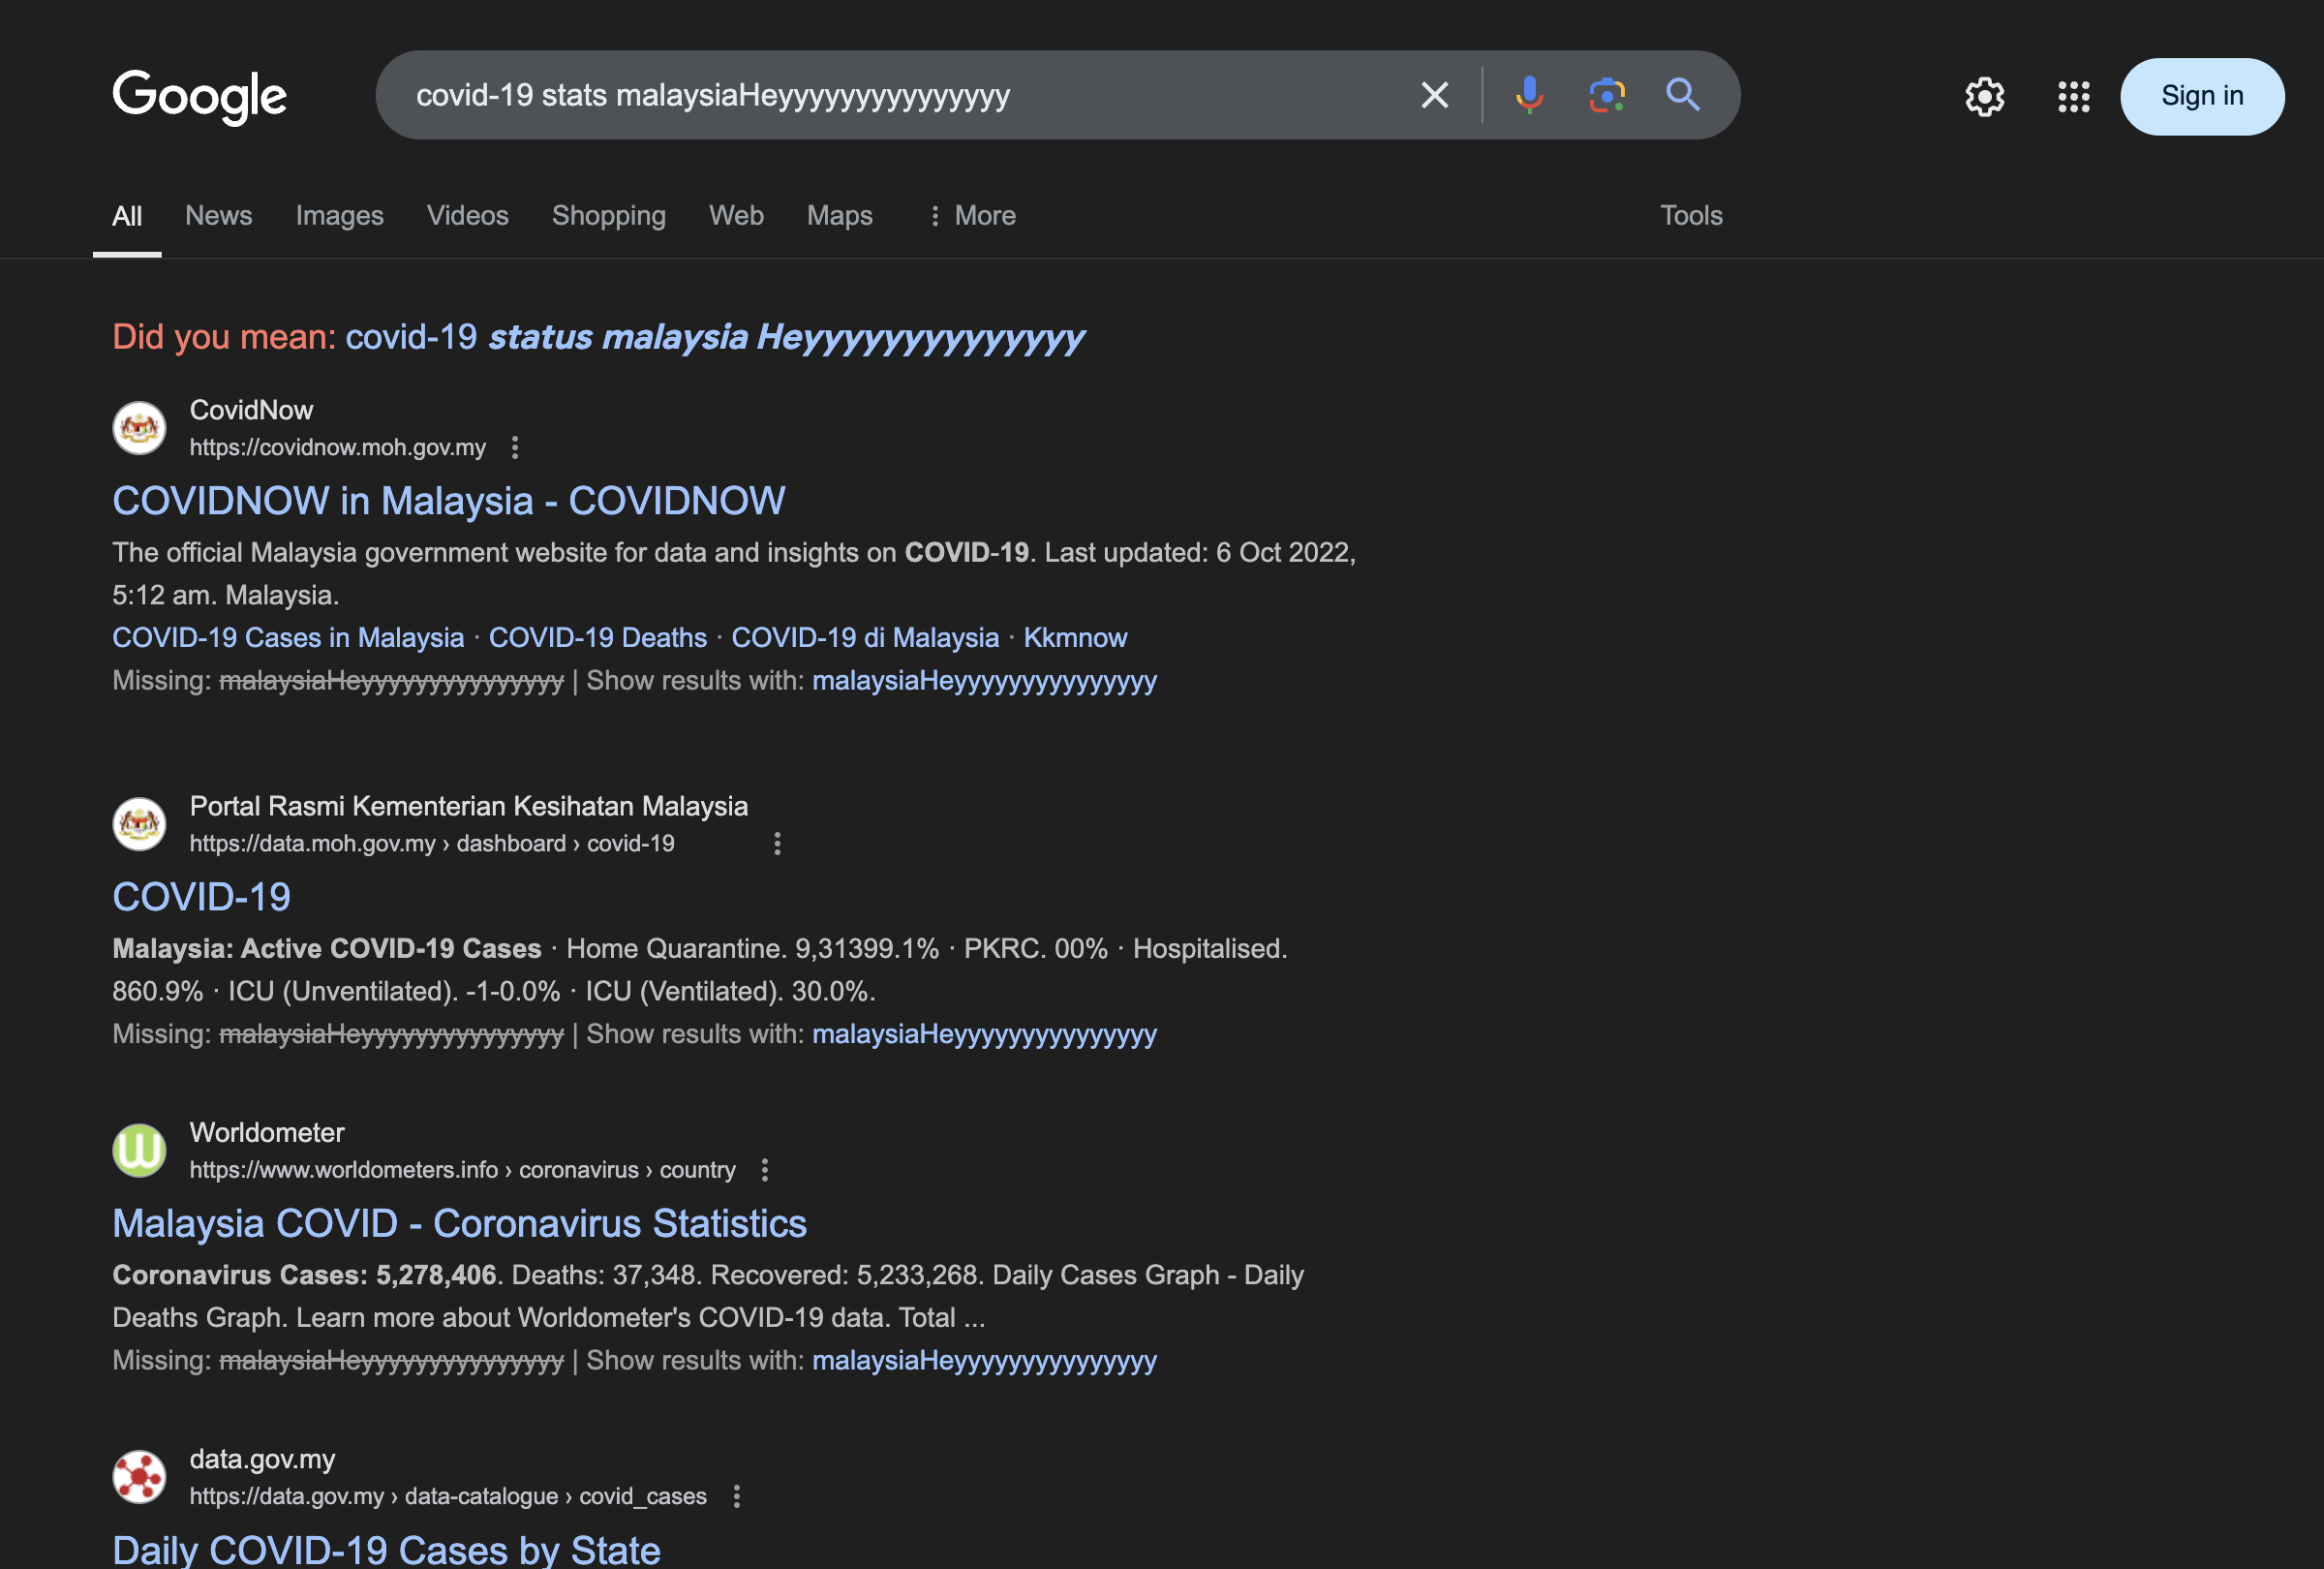 Google
covid-19 stats malaysiaHeyyyyyyyyyyyyyyy
Sign in
All News Images Videos Shopping Web Maps More Tools
Did you mean: covid-19 status malaysia Heyyyyyyyyyyyyyyy
CovidNow
https://covidnow.moh.gov.my
COVIDNOW in Malaysia - COVIDNOW
The official Malaysia government website for data and insights on COVID-19. Last updated: 6 Oct 2022,
5:12 am. Malaysia.
COVID-19 Cases in Malaysia · COVID-19 Deaths · COVID-19 di Malaysia · Kkmnow
Missing: malaysiaHeyyyyyyyyyyyyyyy | Show results with: malaysiaHeyyyyyyyyyyyyyyy
Portal Rasmi Kementerian Kesihatan Malaysia
https://data.moh.gov.my › dashboard › covid-19
COVID-19
Malaysia: Active COVID-19 Cases · Home Quarantine. 9,31399.1% · PKRC. 00% · Hospitalised.
860.9% · ICU (Unventilated). -1-0.0% · ICU (Ventilated). 30.0%.
Missing: malaysiaHeyyyyyyyyyyyyyyy | Show results with: malaysiaHeyyyyyyyyyyyyyyy
Worldometer
https://www.worldometers.info › coronavirus › country
Malaysia COVID - Coronavirus Statistics
Coronavirus Cases: 5,278,406. Deaths: 37,348. Recovered: 5,233,268. Daily Cases Graph - Daily
Deaths Graph. Learn more about Worldometer's COVID-19 data. Total ...
Missing: malaysiaHeyyyyyyyyyyyyyyy | Show results with: malaysiaHeyyyyyyyyyyyyyyy
data.gov.my
https://data.gov.my › data-catalogue › covid_cases
Daily COVID-19 Cases by State